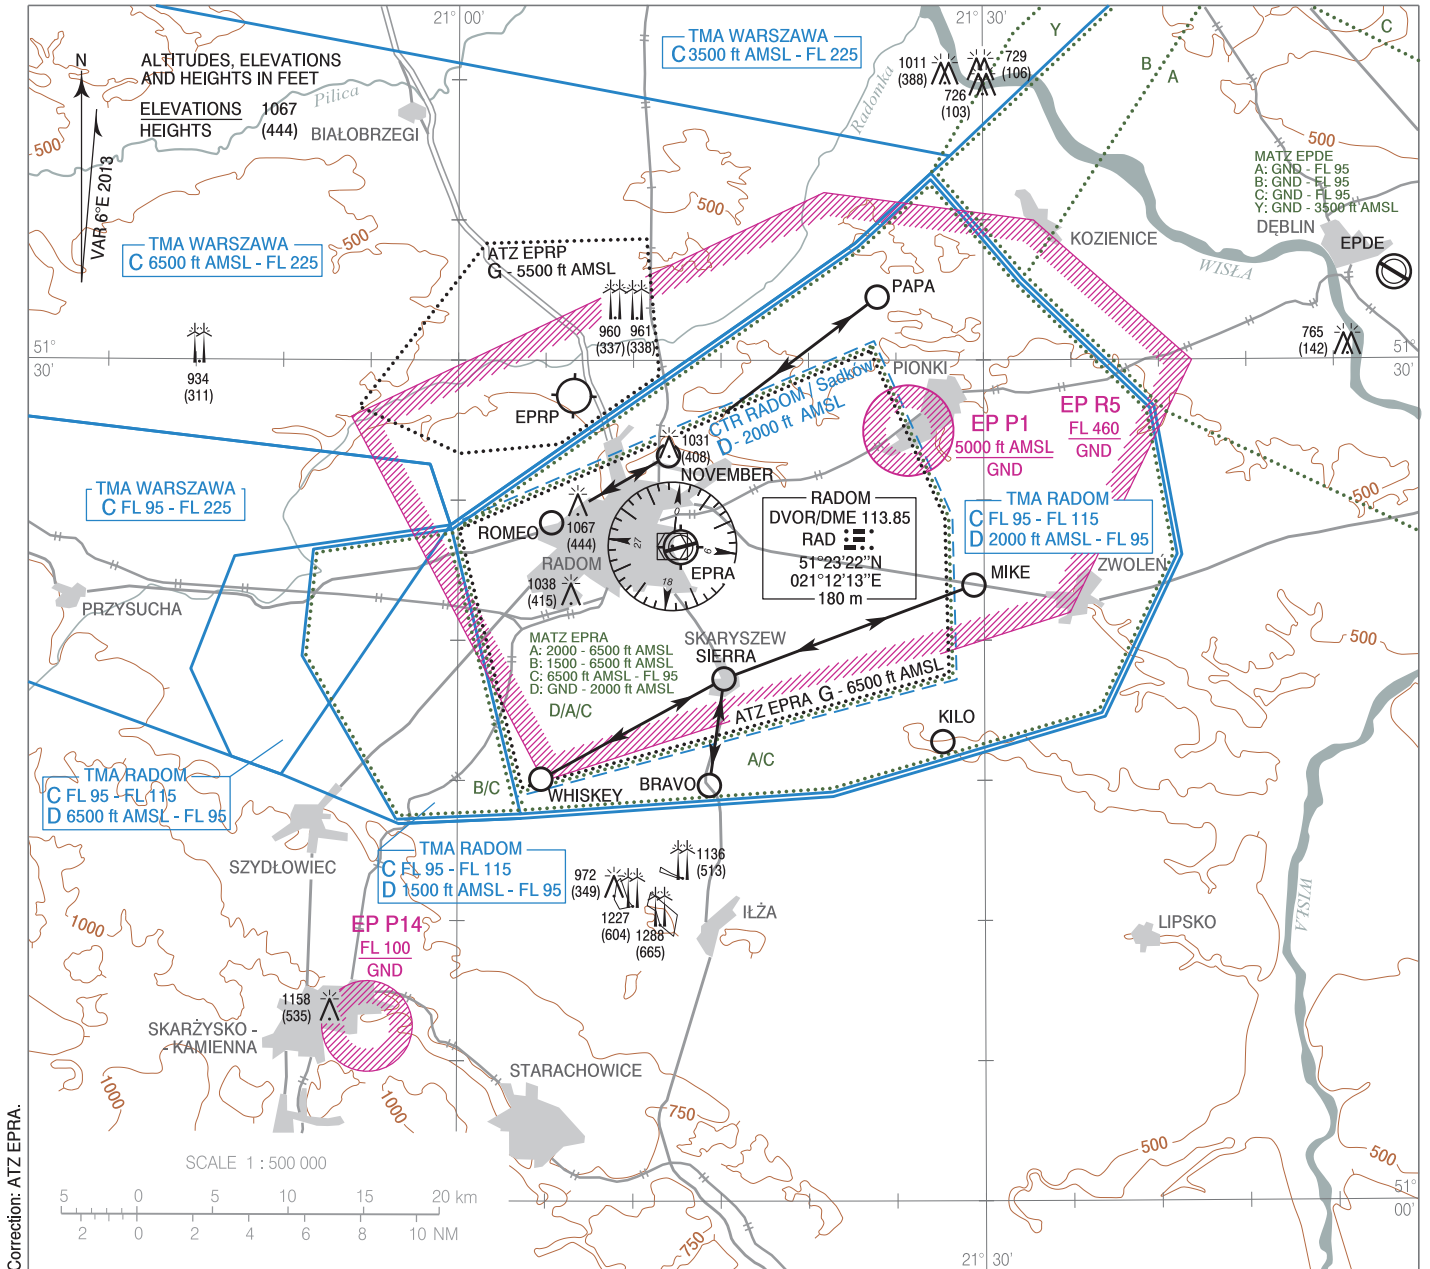 21° 00'
21° 30'
N
VAR 6°E 2013
ALTITUDES, ELEVATIONS
AND HEIGHTS IN FEET
ELEVATIONS 1067
HEIGHTS (444)
Pilica
BIAŁOBRZEGI
500
500
500
500
TMA WARSZAWA
C 3500 ft AMSL - FL 225
Radomka
1011
(388)
729
(106)
726
(103)
Y
B
A
C
MATZ EPDE
A: GND - FL 95
B: GND - FL 95
C: GND - FL 95
Y: GND - 3500 ft AMSL
DĘBLIN
EPDE
KOZIENICE
WISŁA
765
(142)
51°
30'
51°
30'
TMA WARSZAWA
C 6500 ft AMSL - FL 225
ATZ EPRP
G - 5500 ft AMSL
960
(337)
961
(338)
934
(311)
EPRP
PAPA
PIONKI
CTR RADOM / Sadków
D - 2000 ft AMSL
EP P1
5000 ft AMSL
GND
EP R5
FL 460
GND
1031
(408)
NOVEMBER
TMA WARSZAWA
C FL 95 - FL 225
ROMEO
1067
(444)
RADOM
1038
(415)
0
9
18
27
EPRA
RADOM
DVOR/DME 113.85
RAD
51°23'22"N
021°12'13"E
180 m
TMA RADOM
C FL 95 - FL 115
D 2000 ft AMSL - FL 95
500
MIKE
ZWOLEŃ
PRZYSUCHA
MATZ EPRA
A: 2000 - 6500 ft AMSL
B: 1500 - 6500 ft AMSL
C: 6500 ft AMSL - FL 95
D: GND - 2000 ft AMSL
D/A/C
SKARYSZEW
SIERRA
ATZ EPRA G - 6500 ft AMSL
500
KILO
A/C
B/C
WHISKEY
BRAVO
TMA RADOM
C FL 95 - FL 115
D 6500 ft AMSL - FL 95
SZYDŁOWIEC
TMA RADOM
C FL 95 - FL 115
D 1500 ft AMSL - FL 95
1136
(513)
972
(349)
1227
(604)
1288
(665)
IŁŻA
LIPSKO
WISŁA
1000
EP P14
FL 100
GND
1158
(535)
SKARŻYSKO -
- KAMIENNA
1000
1000
STARACHOWICE
750
750
500
500
51°
00'
21° 30'
SCALE 1 : 500 000
5 0 5 10 15 20 km
2 0 2 4 6 8 10 NM
Correction: ATZ EPRA.